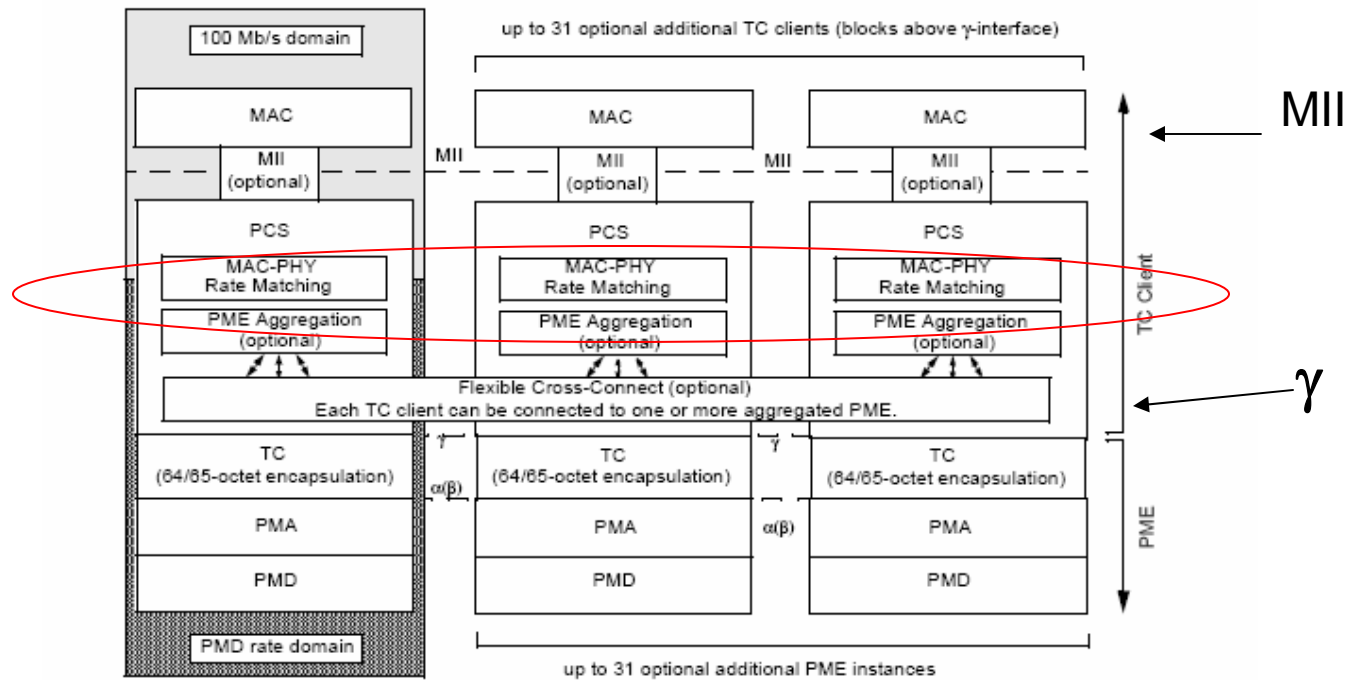 100 Mb/s domain
up to 31 optional additional TC clients (blocks above γ-interface)
MAC
MAC
MAC
MII
MII
(optional)
MII
MII
(optional)
MII
MII
(optional)
PCS
PCS
PCS
MAC-PHY
Rate Matching
MAC-PHY
Rate Matching
MAC-PHY
Rate Matching
PME Aggregation
(optional)
PME Aggregation
(optional)
PME Aggregation
(optional)
TC Client
Flexible Cross-Connect (optional)
Each TC client can be connected to one or more aggregated PME.
γ
γ
γ
TC
(64/65-octet encapsulation)
TC
(64/65-octet encapsulation)
TC
(64/65-octet encapsulation)
α(β)
α(β)
PMA
PMA
PMA
PME
PMD
PMD
PMD
PMD rate domain
up to 31 optional additional PME instances